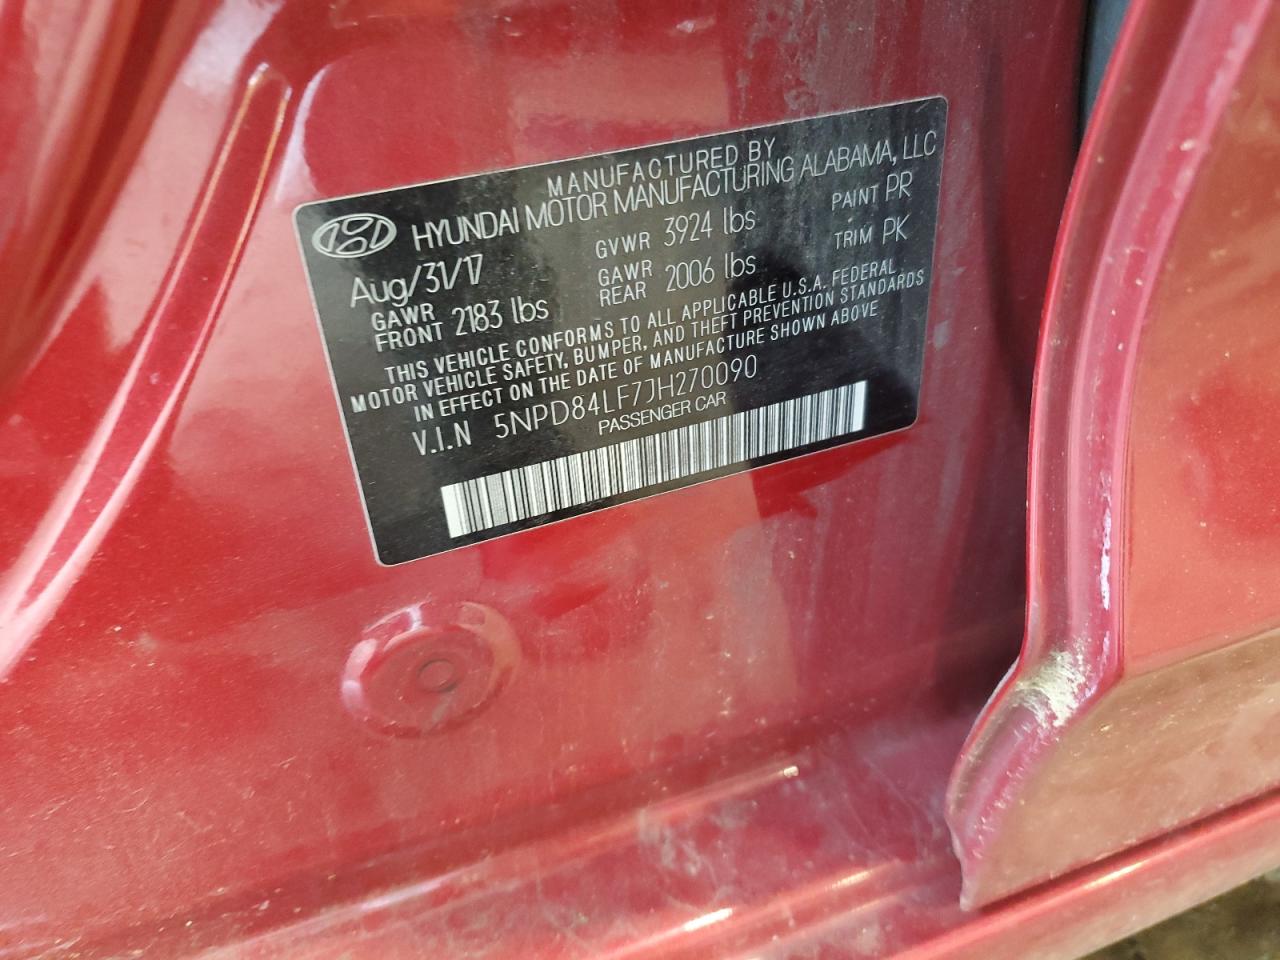 MANUFACTURED BY
HYUNDAI MOTOR MANUFACTURING ALABAMA, LLC
Aug/31/17 GVWR 3924 lbs PAINT PR
GAWR FRONT 2183 lbs GAWR REAR 2006 lbs TRIM PK
THIS VEHICLE CONFORMS TO ALL APPLICABLE U.S.A. FEDERAL
MOTOR VEHICLE SAFETY, BUMPER, AND THEFT PREVENTION STANDARDS
IN EFFECT ON THE DATE OF MANUFACTURE SHOWN ABOVE
V.I.N 5NPD84LF7JH270090
PASSENGER CAR